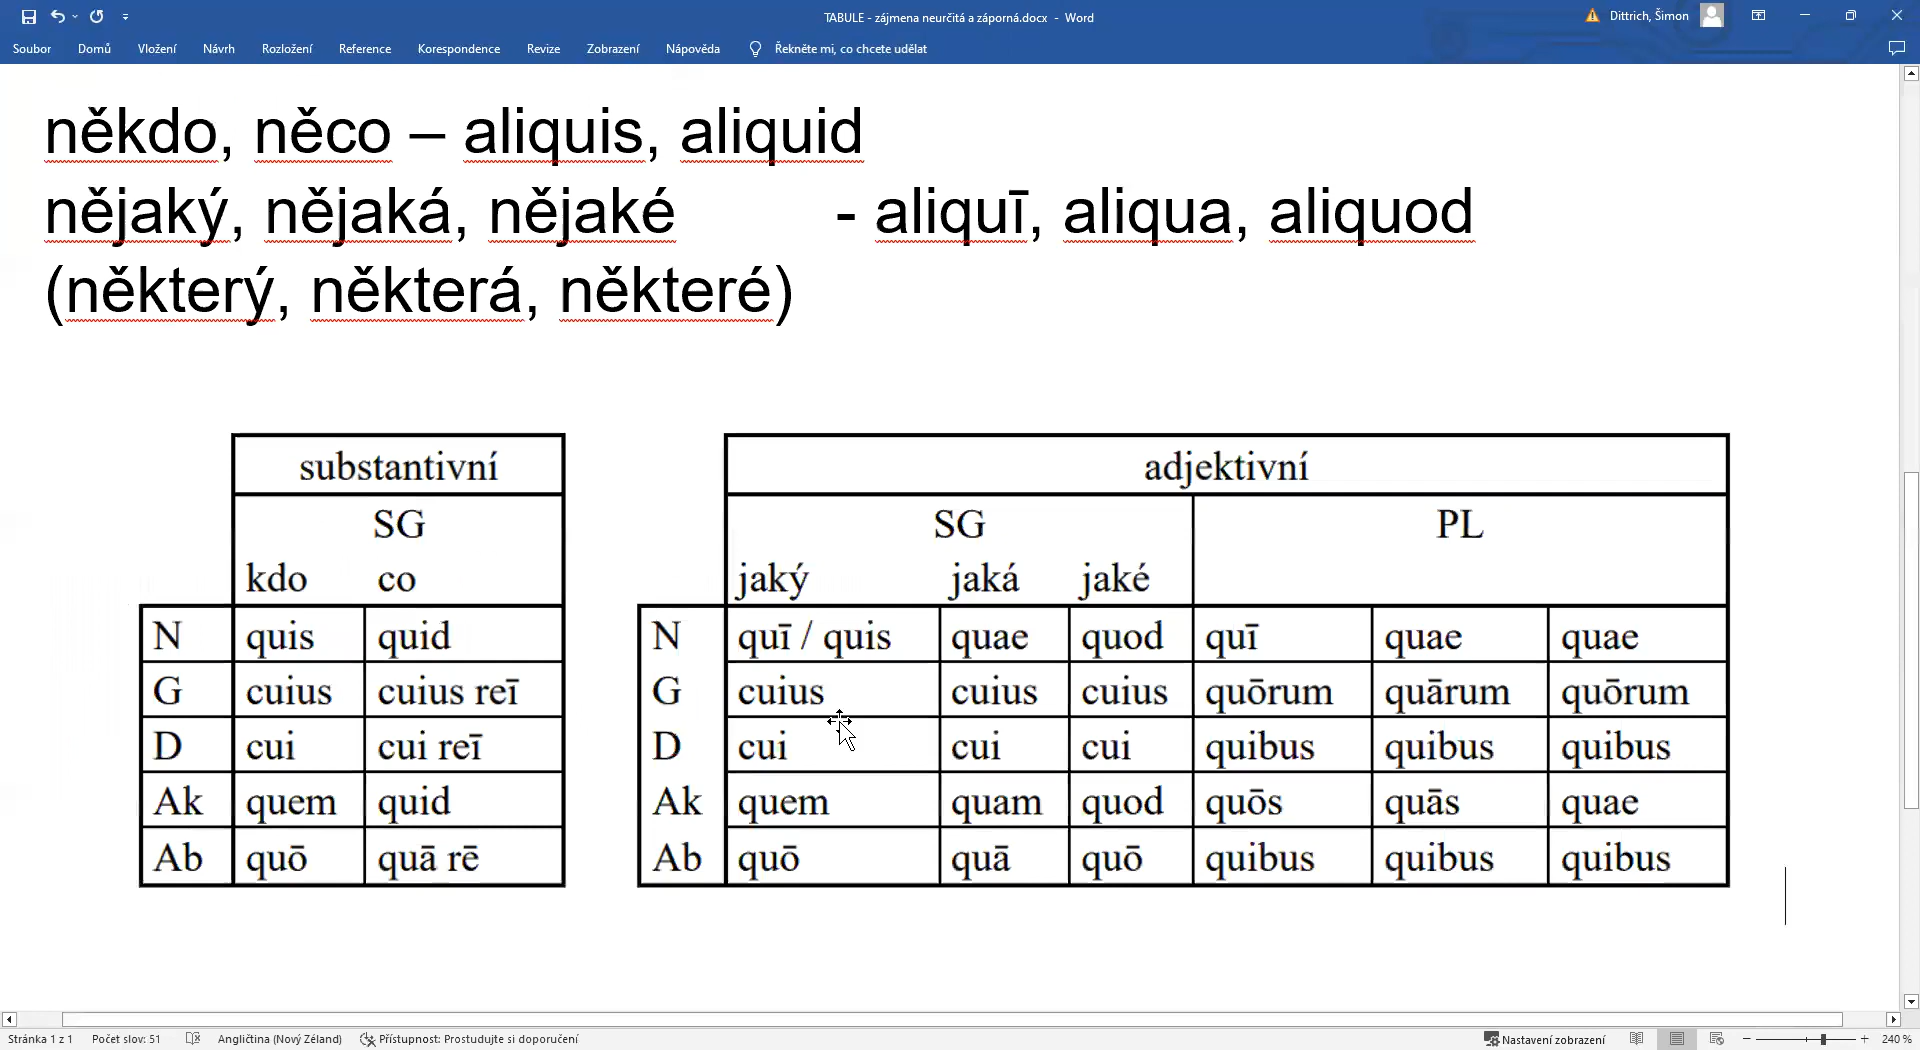 TABULE - zájmena neurčitá a záporná.docx - Word
Dittrich, Šimon
Soubor Domů Vložení Návrh Rozložení Reference Korespondence Revize Zobrazení Nápověda Řekněte mi, co chcete udělat
někdo, něco – aliquis, aliquid
nějaký, nějaká, nějaké - aliquī, aliqua, aliquod
(některý, některá, některé)
substantivní
SG
kdo co
N quis quid
G cuius cuius reī
D cui cui reī
Ak quem quid
Ab quō quā rē
adjektivní
SG PL
jaký jaká jaké
N quī / quis quae quod quī quae quae
G cuius cuius cuius quōrum quārum quōrum
D cui cui cui quibus quibus quibus
Ak quem quam quod quōs quās quae
Ab quō quā quō quibus quibus quibus
Stránka 1 z 1 Počet slov: 51 Angličtina (Nový Zéland) Přístupnost: Prostudujte si doporučení Nastavení zobrazení 240 %